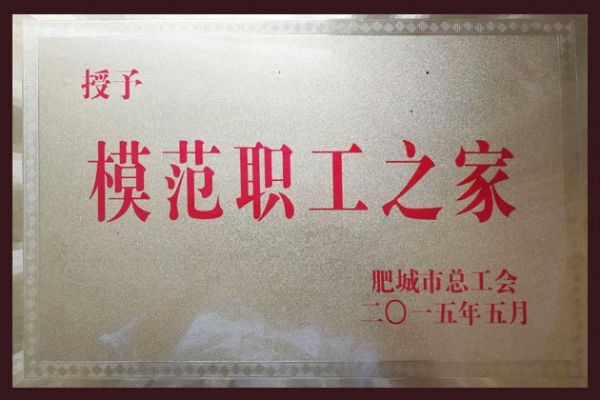 授予
模范职工之家
肥城市总工会
二〇一五年五月